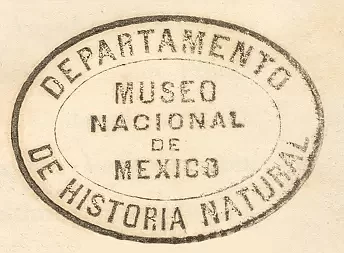 DEPARTAMENTO
MUSEO
NACIONAL
DE
MEXICO
DE HISTORIA NATURAL